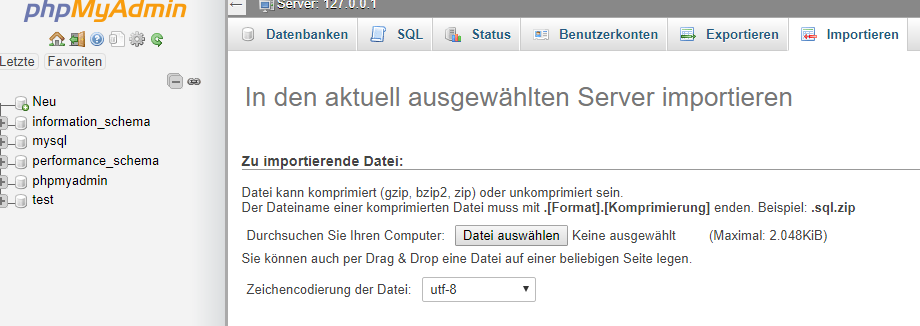 phpMyAdmin
Letzte Favoriten
Neu
information_schema
mysql
performance_schema
phpmyadmin
test
Server: 127.0.0.1
Datenbanken SQL Status Benutzerkonten Exportieren Importieren
In den aktuell ausgewählten Server importieren
Zu importierende Datei:
Datei kann komprimiert (gzip, bzip2, zip) oder unkomprimiert sein.
Der Dateiname einer komprimierten Datei muss mit .[Format].[Komprimierung] enden. Beispiel: .sql.zip
Durchsuchen Sie Ihren Computer: Datei auswählen Keine ausgewählt (Maximal: 2.048KiB)
Sie können auch per Drag & Drop eine Datei auf einer beliebigen Seite legen.
Zeichencodierung der Datei: utf-8